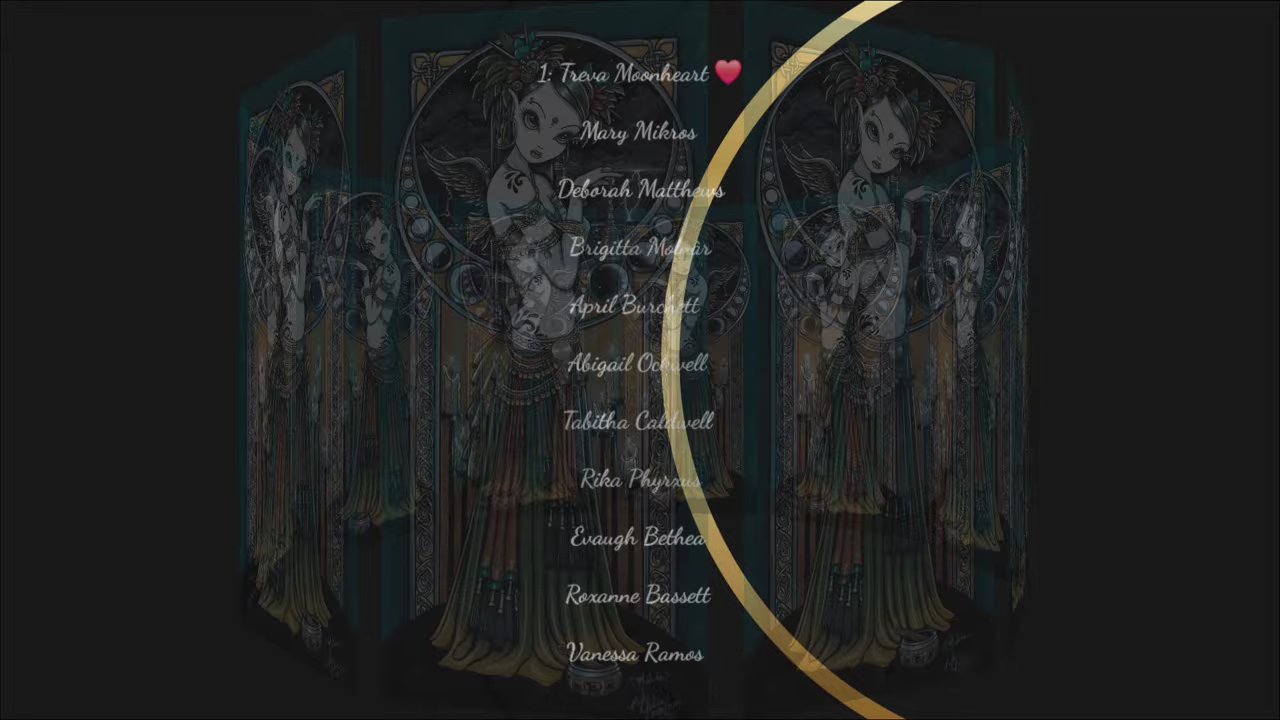 1: Treva Moonheart ❤️
Mary Mikros
Deborah Matthews
Brigitta Molnár
April Burchett
Abigail Ockwell
Tabitha Caldwell
Rika Phyrxus
Evaugh Bethea
Roxanne Bassett
Vanessa Ramos